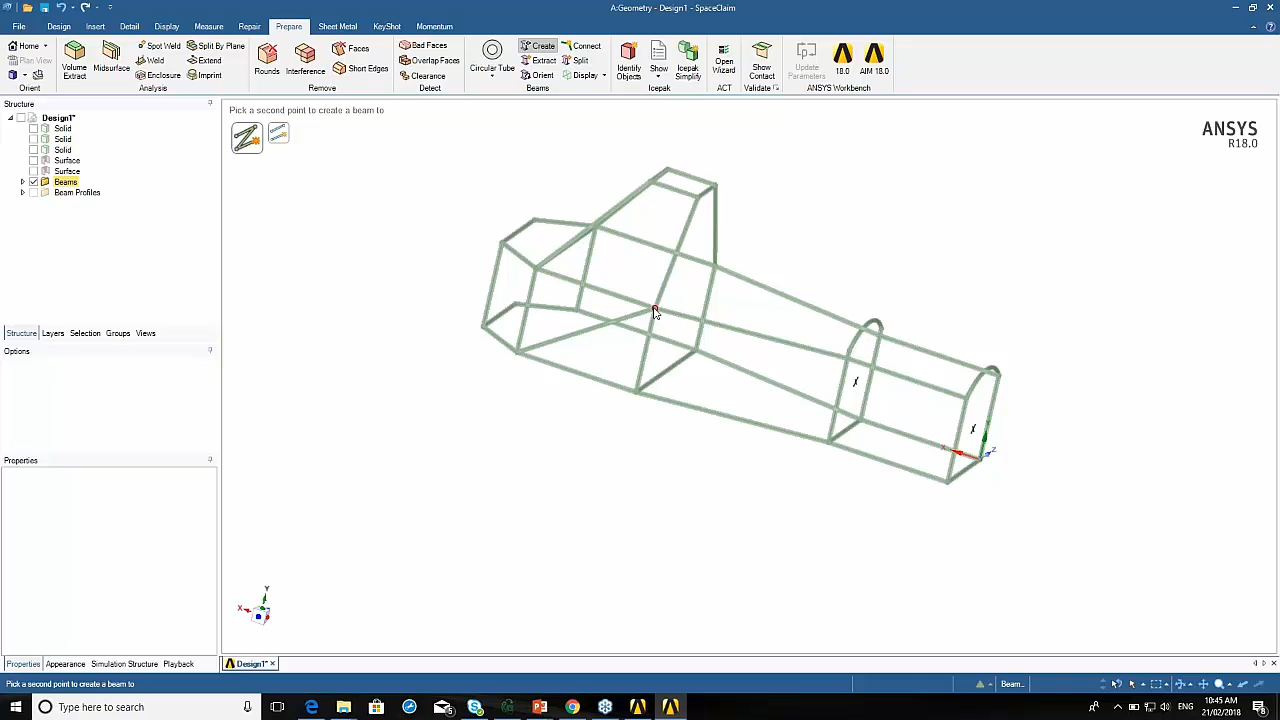 A:Geometry - Design1 - SpaceClaim
File Design Insert Detail Display Measure Repair Prepare Sheet Metal KeyShot Momentum
Home
Plan View
Orient
Volume Extract
Midsurface
Spot Weld
Weld
Enclosure
Split By Plane
Extend
Imprint
Analysis
Rounds
Interference
Faces
Short Edges
Remove
Bad Faces
Overlap Faces
Clearance
Detect
Circular Tube
Create
Extract
Orient
Connect
Split
Display
Beams
Identify Objects
Show
Icepak Simplify
Icepak
Open Wizard
ACT
Show Contact
Validate
Update Parameters
18.0
AIM 18.0
ANSYS Workbench
Structure
Design1*
Solid
Solid
Solid
Surface
Surface
Beams
Beam Profiles
Structure Layers Selection Groups Views
Options
Properties
Properties Appearance Simulation Structure Playback
Pick a second point to create a beam to
ANSYS
R18.0
X
Y
Z
Y
X
Design1*
Pick a second point to create a beam to
Beam...
Type here to search
ENG
10:45 AM
21/02/2018